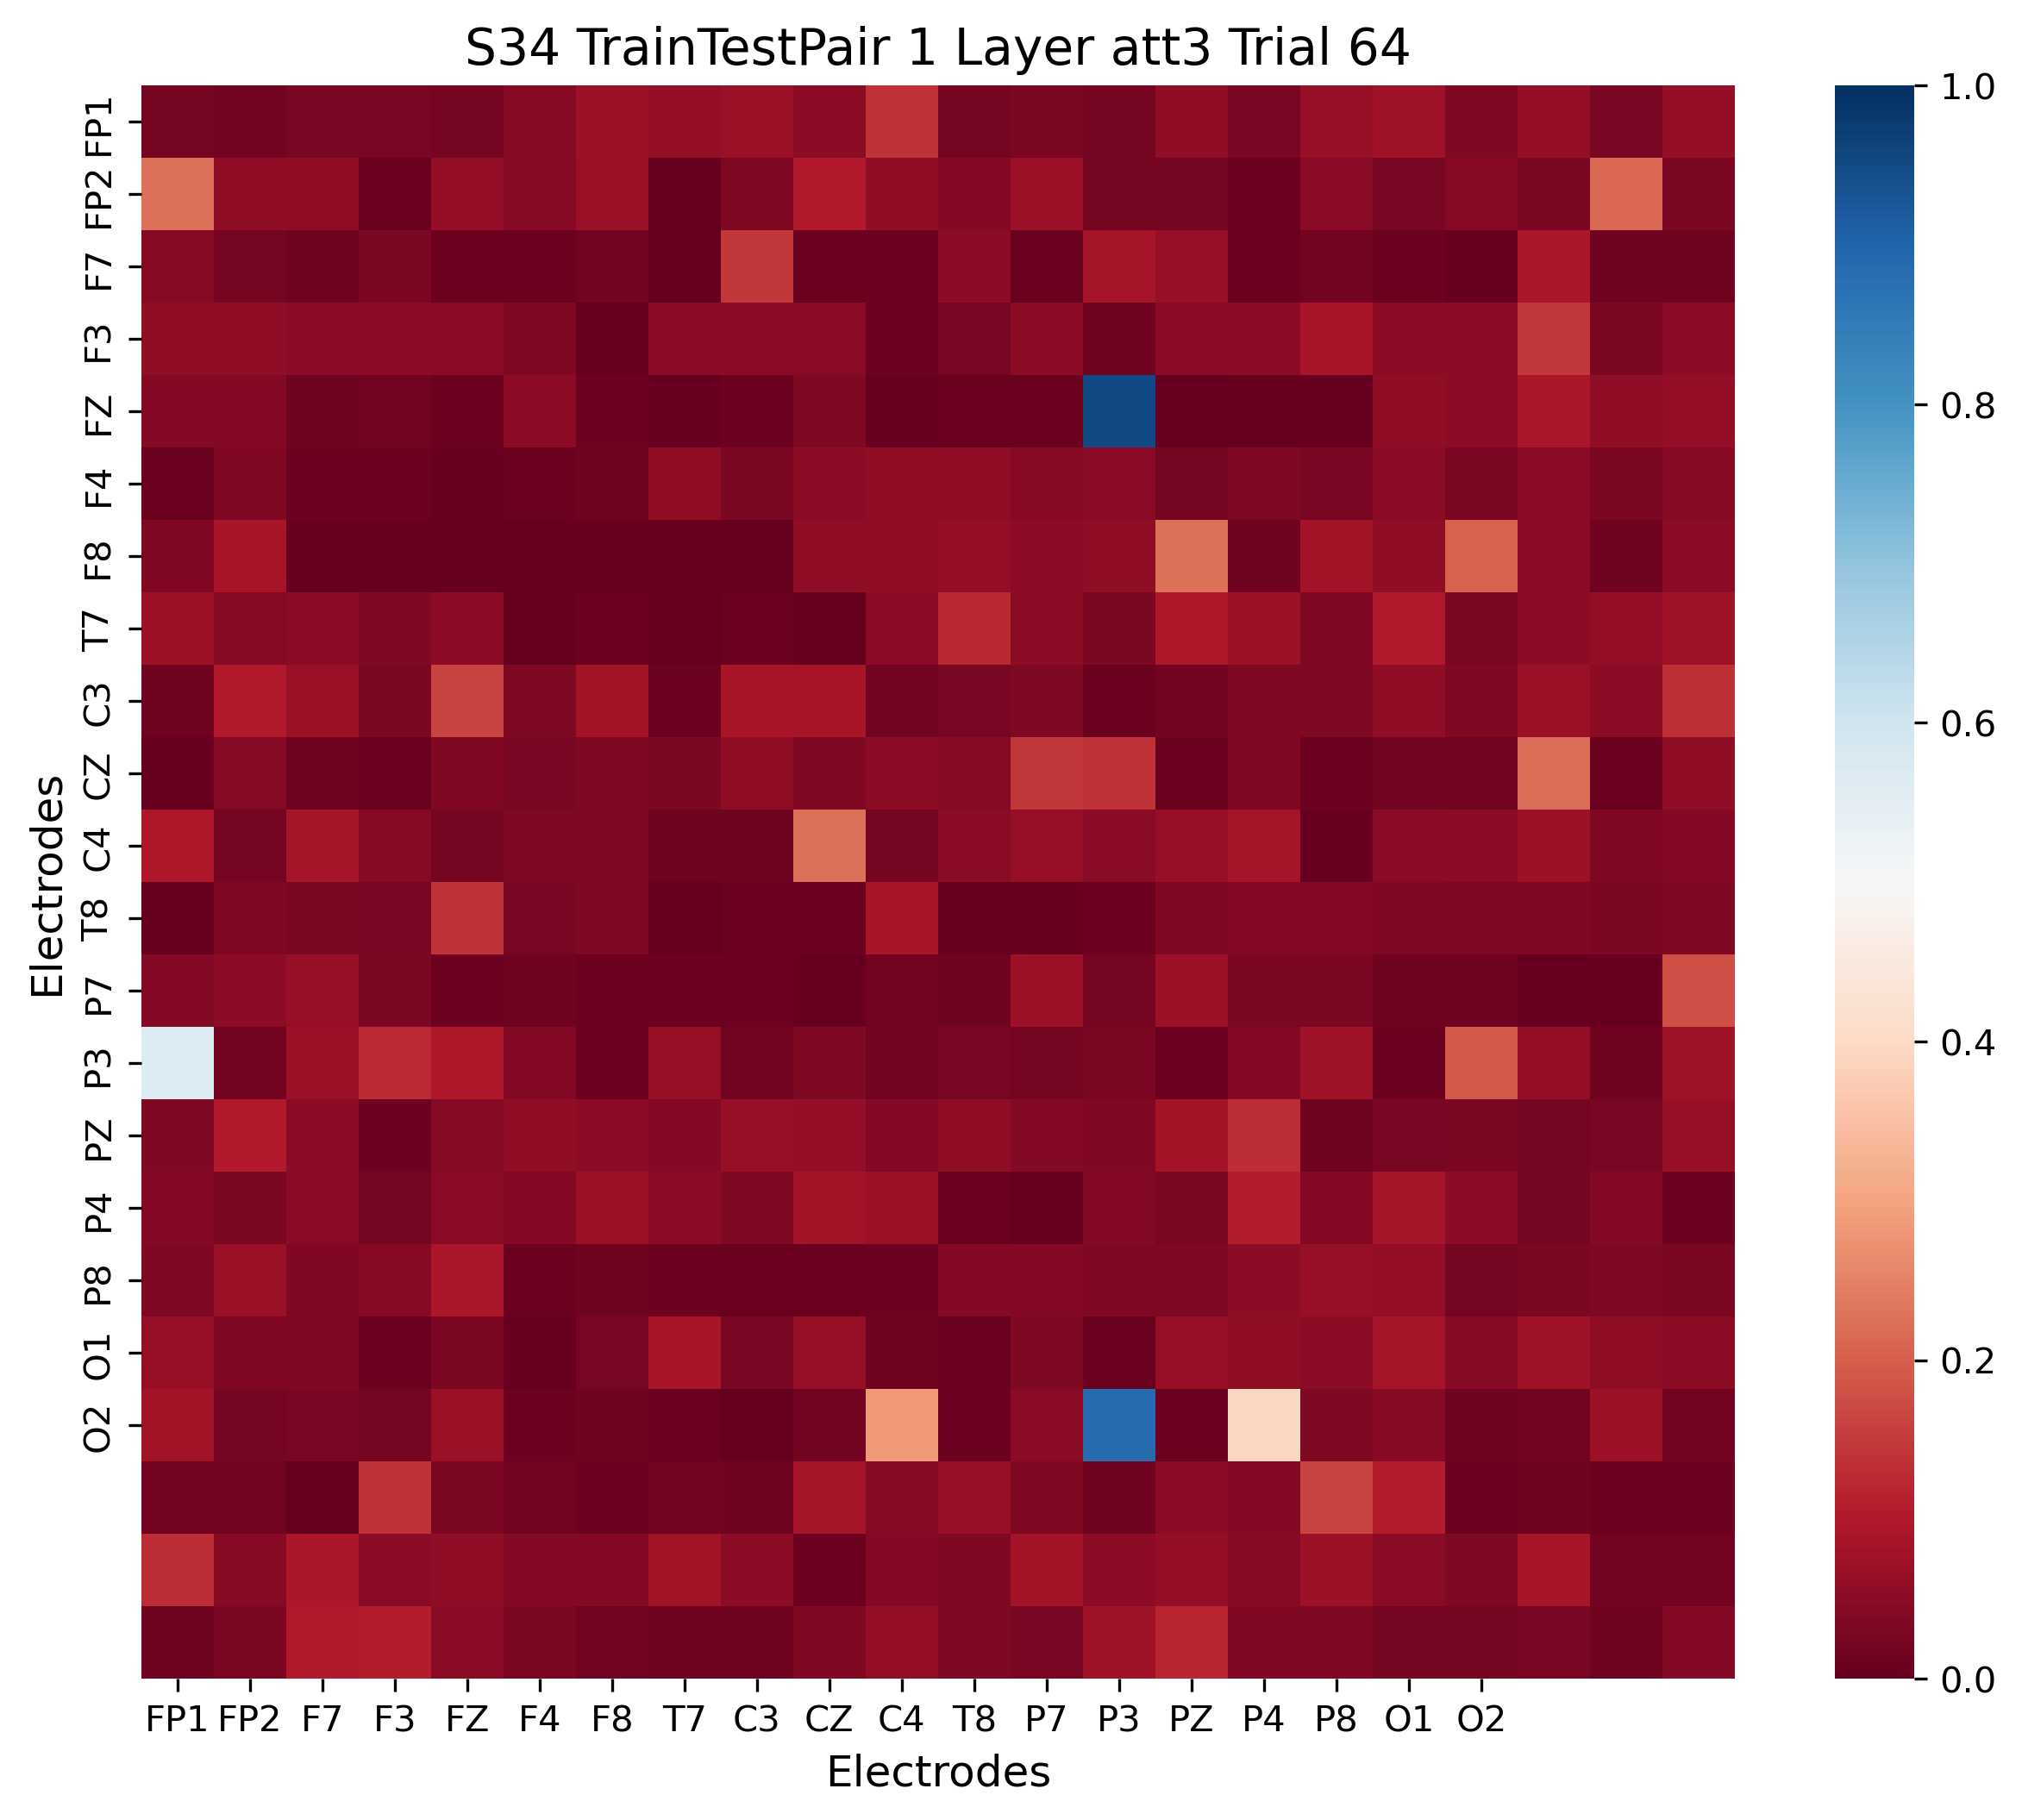 S34 TrainTestPair 1 Layer att3 Trial 64
Electrodes
FP1
FP2
F7
F3
FZ
F4
F8
T7
C3
CZ
C4
T8
P7
P3
PZ
P4
P8
O1
O2
FP1 FP2 F7 F3 FZ F4 F8 T7 C3 CZ C4 T8 P7 P3 PZ P4 P8 O1 O2
Electrodes
1.0
0.8
0.6
0.4
0.2
0.0